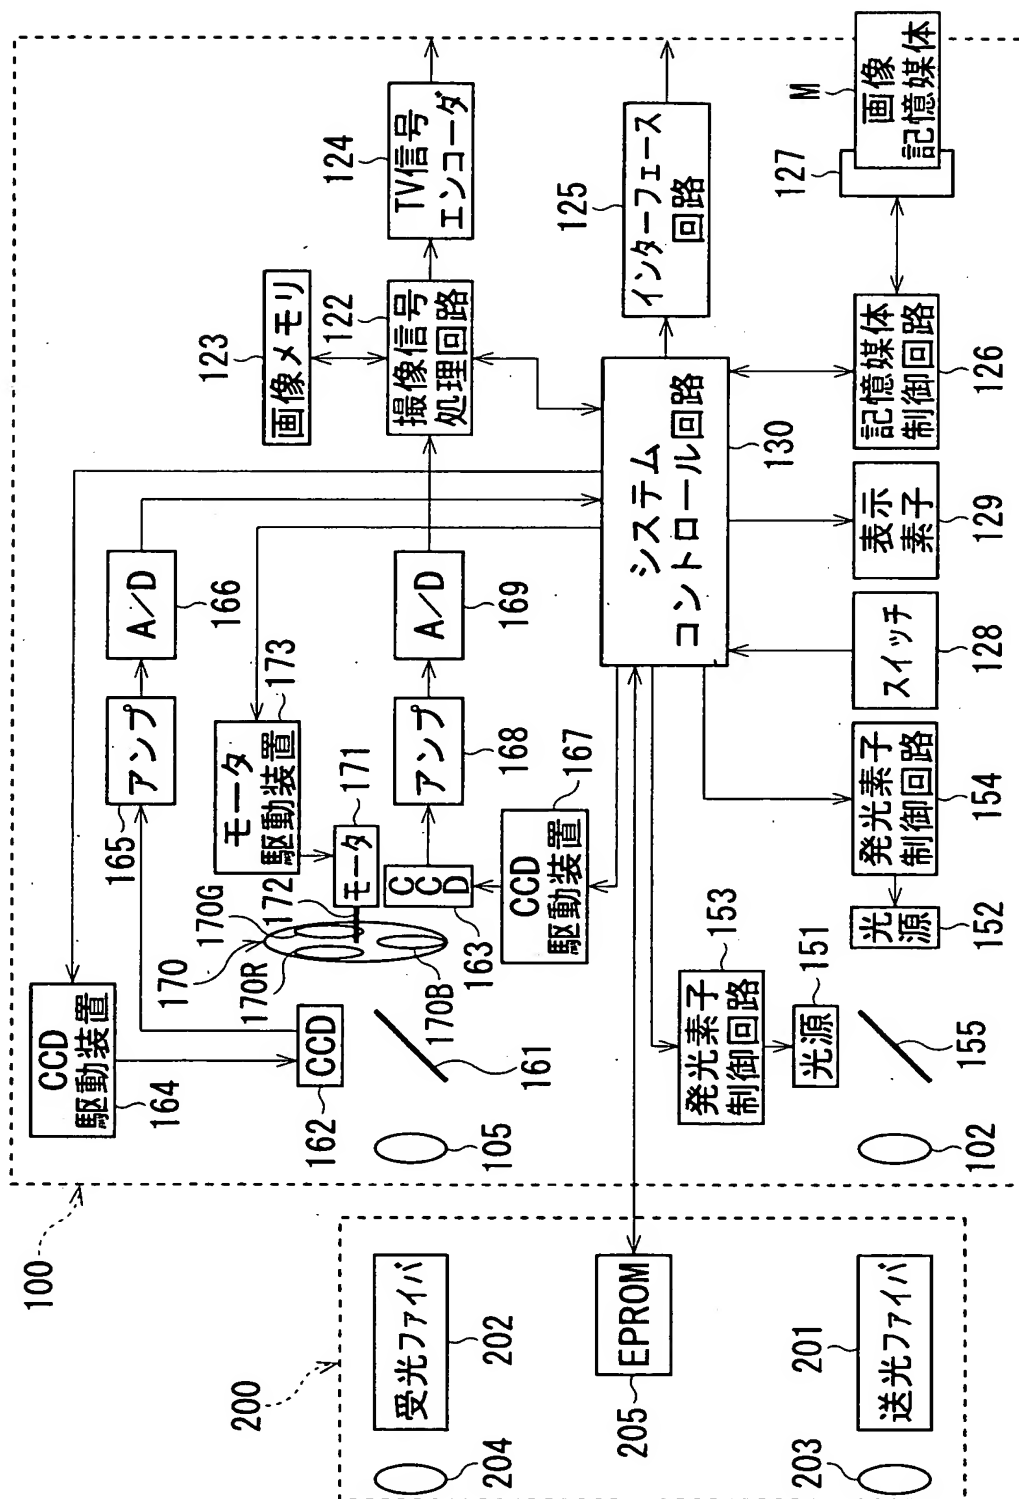 100
CCD
駆動装置
164
165
アンプ
A/D
166
123
画像メモリ
122
撮像信号
処理回路
124
TV信号
エンコーダ
モータ
駆動装置
173
170
170G
170R
170B
172
171
モータ
162
CCD
161
105
163
CCD
アンプ
168
A/D
169
CCD
駆動装置
167
システム
コントロール回路
130
125
インターフェース
回路
M
画像
記憶媒体
127
記憶媒体
制御回路
126
表示
素子
129
スイッチ
128
発光素子
制御回路
154
光源
152
発光素子
制御回路
153
光源
151
155
102
200
受光ファイバ
202
204
EPROM
205
送光ファイバ
201
203